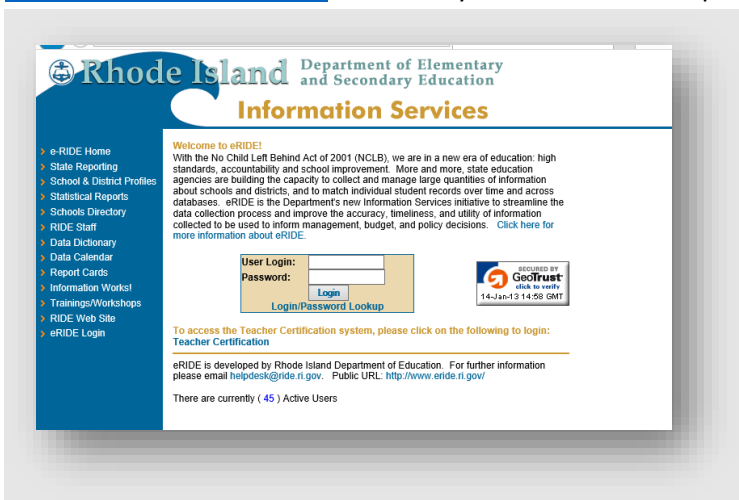 Rhode Island Department of Elementary
and Secondary Education
Information Services
e-RIDE Home
State Reporting
School & District Profiles
Statistical Reports
Schools Directory
RIDE Staff
Data Dictionary
Data Calendar
Report Cards
Information Works!
Trainings/Workshops
RIDE Web Site
eRIDE Login
Welcome to eRIDE!
With the No Child Left Behind Act of 2001 (NCLB), we are in a new era of education: high
standards, accountability and school improvement. More and more, state education
agencies are building the capacity to collect and manage large quantities of information
about schools and districts, and to match individual student records over time and across
databases. eRIDE is the Department's new Information Services initiative to streamline the
data collection process and improve the accuracy, timeliness, and utility of information
collected to be used to inform management, budget, and policy decisions. Click here for
more information about eRIDE.
User Login:
Password:
Login
Login/Password Lookup
SECURED BY
GeoTrust
click to verify
14-Jan-13 14:58 GMT
To access the Teacher Certification system, please click on the following to login:
Teacher Certification
eRIDE is developed by Rhode Island Department of Education. For further information
please email helpdesk@ride.ri.gov. Public URL: http://www.eride.ri.gov/
There are currently ( 45 ) Active Users